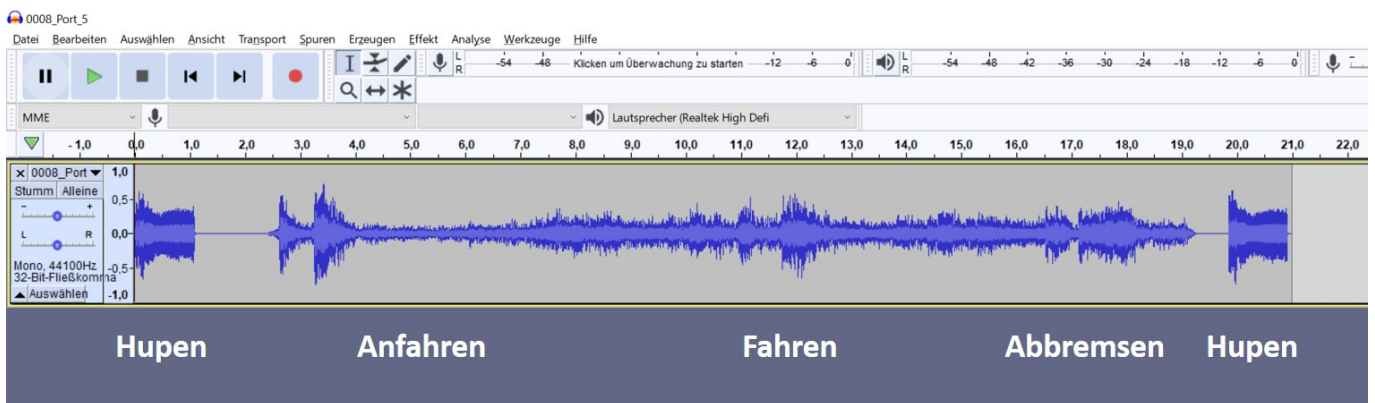 0008_Port_5
Datei Bearbeiten Auswählen Ansicht Transport Spuren Erzeugen Effekt Analyse Werkzeuge Hilfe
L R -54 -48 Klicken um Überwachung zu starten -12 -6 0 L R -54 -48 -42 -36 -30 -24 -18 -12 -6 0
MME Lautsprecher (Realtek High Defi
- 1,0 0,0 1,0 2,0 3,0 4,0 5,0 6,0 7,0 8,0 9,0 10,0 11,0 12,0 13,0 14,0 15,0 16,0 17,0 18,0 19,0 20,0 21,0 22,0
x 0008_Port 1,0
Stumm Alleine
- + 0,5
L R 0,0
Mono, 44100Hz
-0,5
32-Bit-Fließkomma
Auswählen -1,0
Hupen Anfahren Fahren Abbremsen Hupen